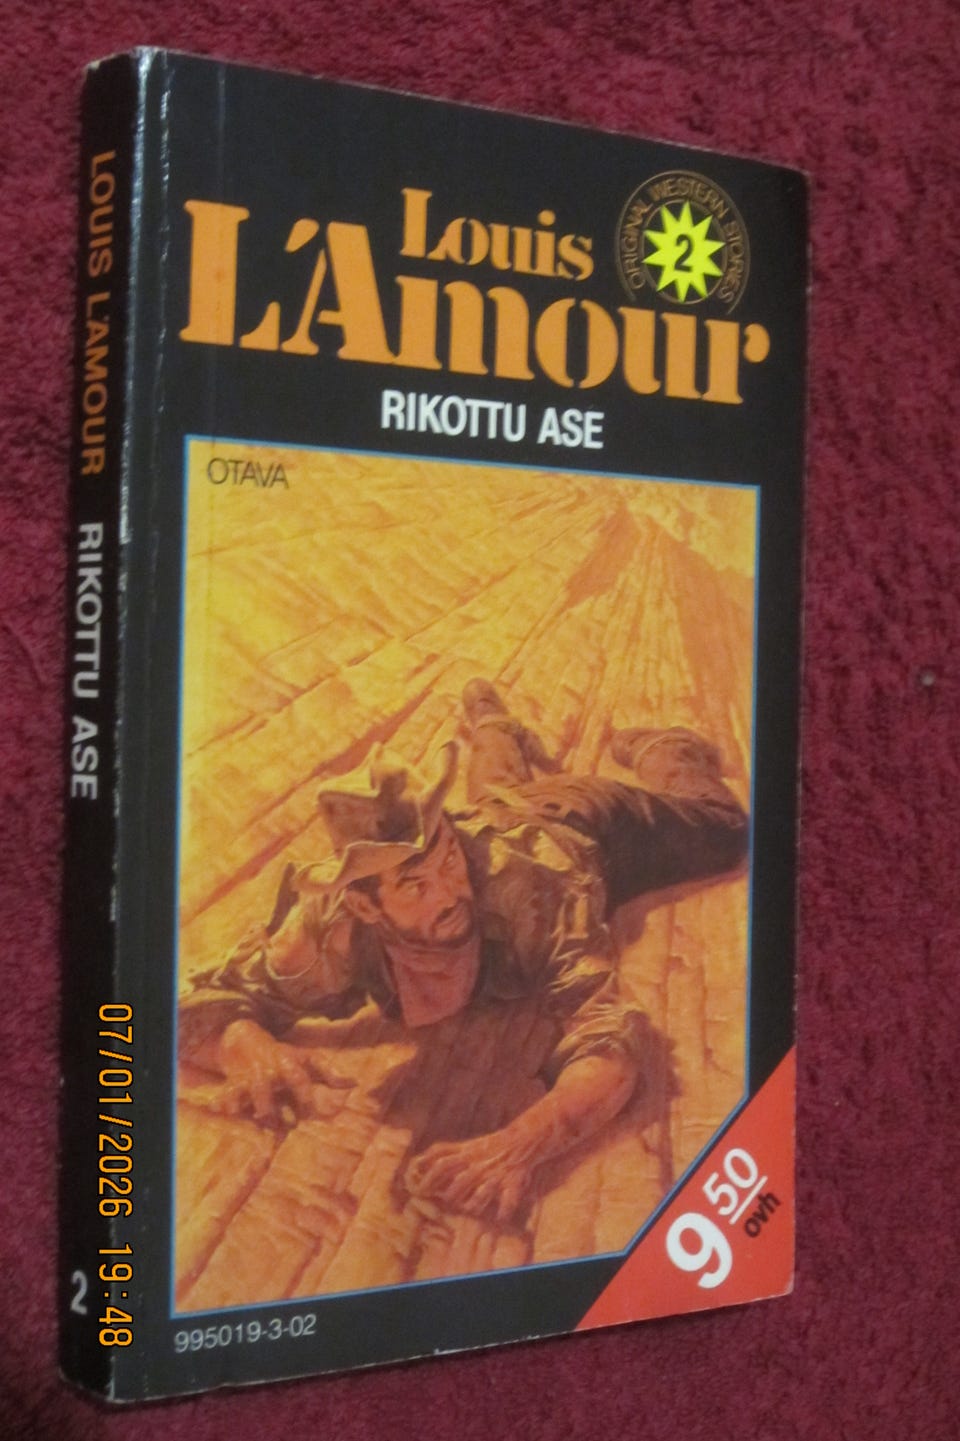 LOUIS L'AMOUR RIKOTTU ASE
2
Louis
L'Amour
ORIGINAL WESTERN STORIES
2
RIKOTTU ASE
OTAVA
9 50
ovh
995019-3-02
07/01/2026 19:48